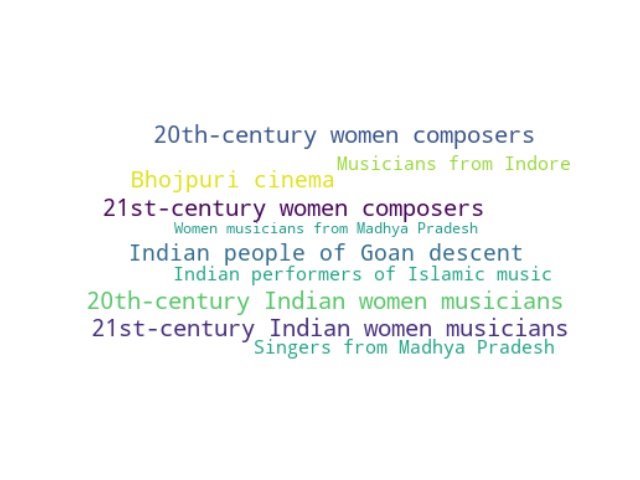 20th-century women composers
Musicians from Indore
Bhojpuri cinema
21st-century women composers
Women musicians from Madhya Pradesh
Indian people of Goan descent
Indian performers of Islamic music
20th-century Indian women musicians
21st-century Indian women musicians
Singers from Madhya Pradesh